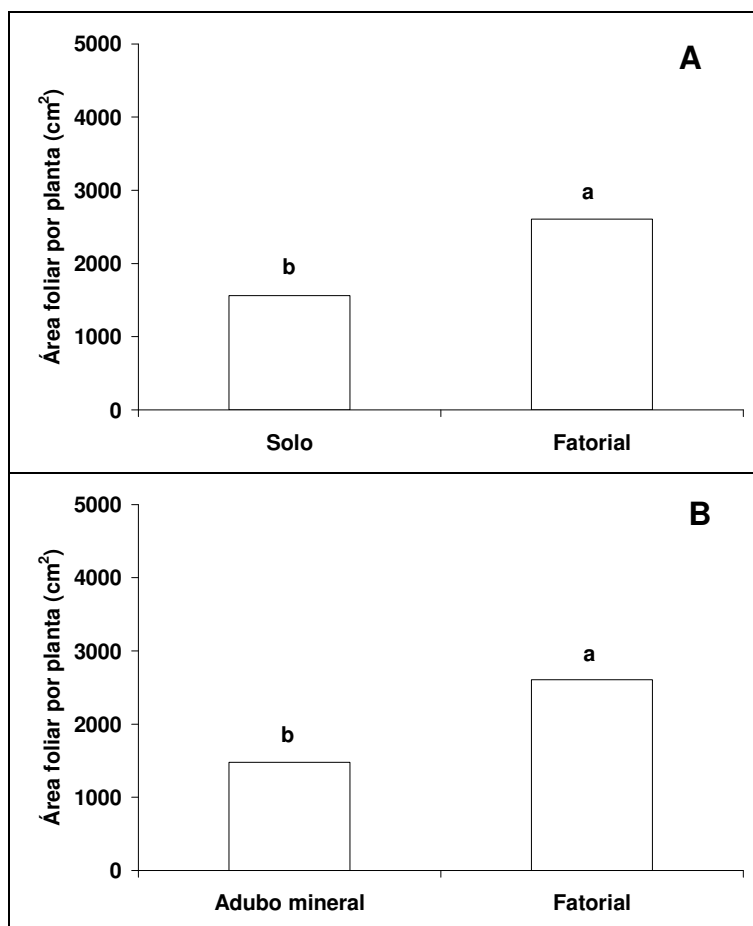 A
Área foliar por planta (cm²)
5000
4000
3000
2000
1000
0
b
a
Solo
Fatorial
B
Área foliar por planta (cm²)
5000
4000
3000
2000
1000
0
b
a
Adubo mineral
Fatorial